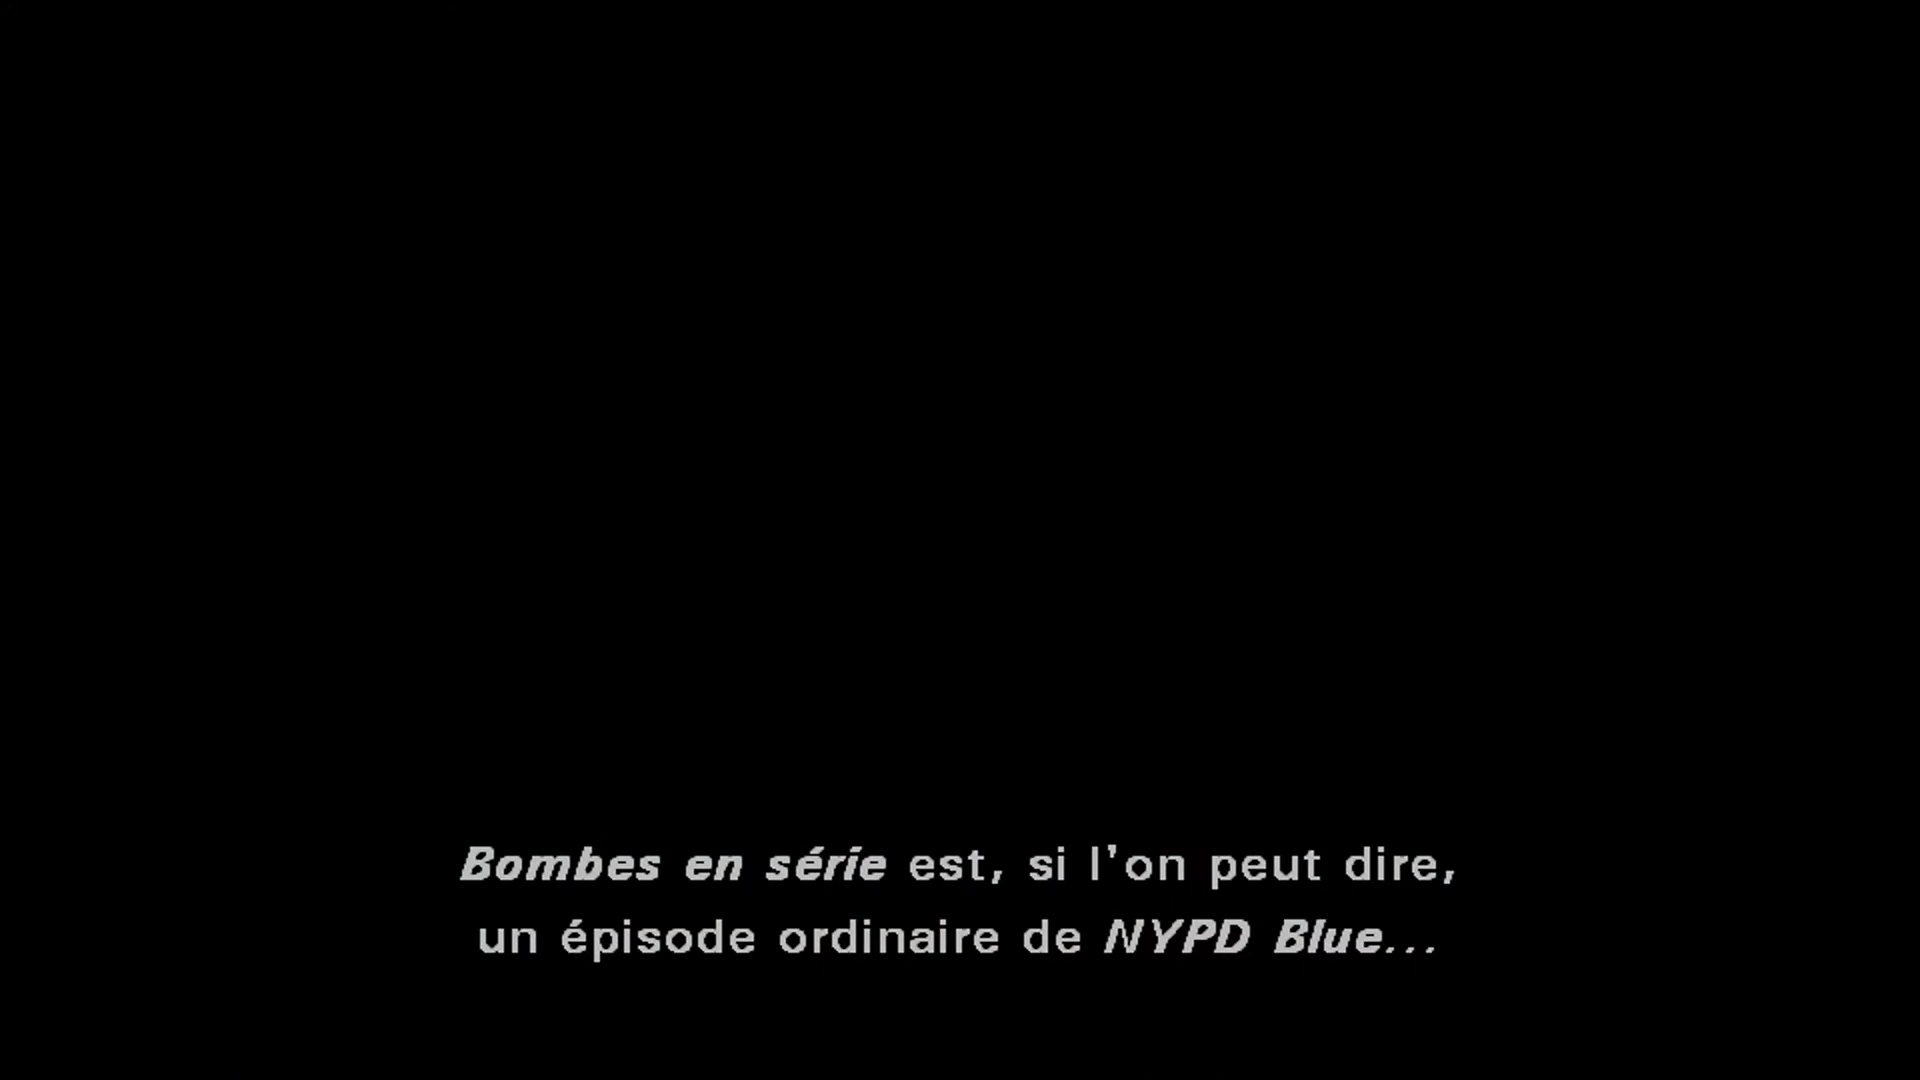 Bombes en série est, si l'on peut dire,
un épisode ordinaire de NYPD Blue...